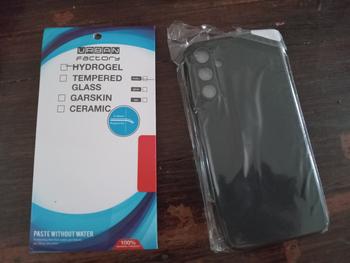 URBAN
Factory
HYDROGEL
TEMPERED
GLASS
GARSKIN
CERAMIC
PASTE WITHOUT WATER
100%